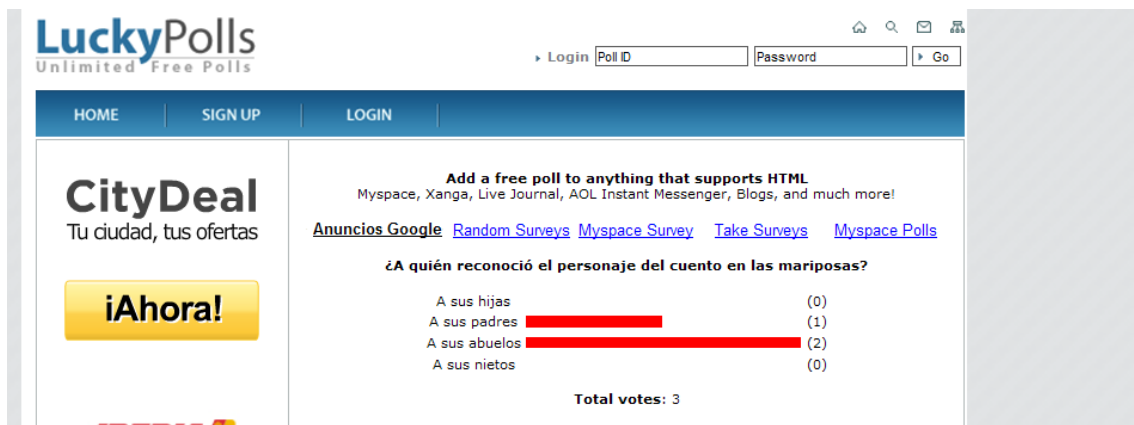 LuckyPolls
Unlimited Free Polls
Login Poll ID Password Go
HOME SIGN UP LOGIN
CityDeal
Tu ciudad, tus ofertas
¡Ahora!
Add a free poll to anything that supports HTML
Myspace, Xanga, Live Journal, AOL Instant Messenger, Blogs, and much more!
Anuncios Google Random Surveys Myspace Survey Take Surveys Myspace Polls
¿A quién reconoció el personaje del cuento en las mariposas?
A sus hijas (0)
A sus padres (1)
A sus abuelos (2)
A sus nietos (0)
Total votes: 3